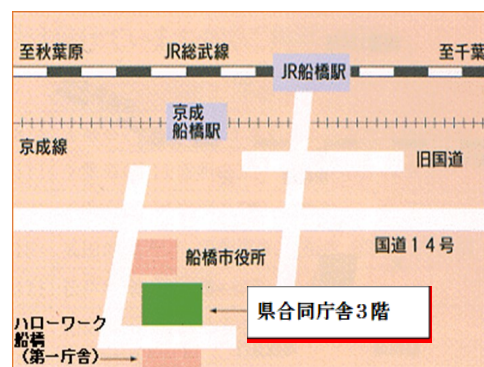 至秋葉原
JR総武線
至千葉
JR船橋駅
京成
船橋駅
京成線
旧国道
国道14号
船橋市役所
県合同庁舎3階
ハローワーク
船橋
(第一庁舎)